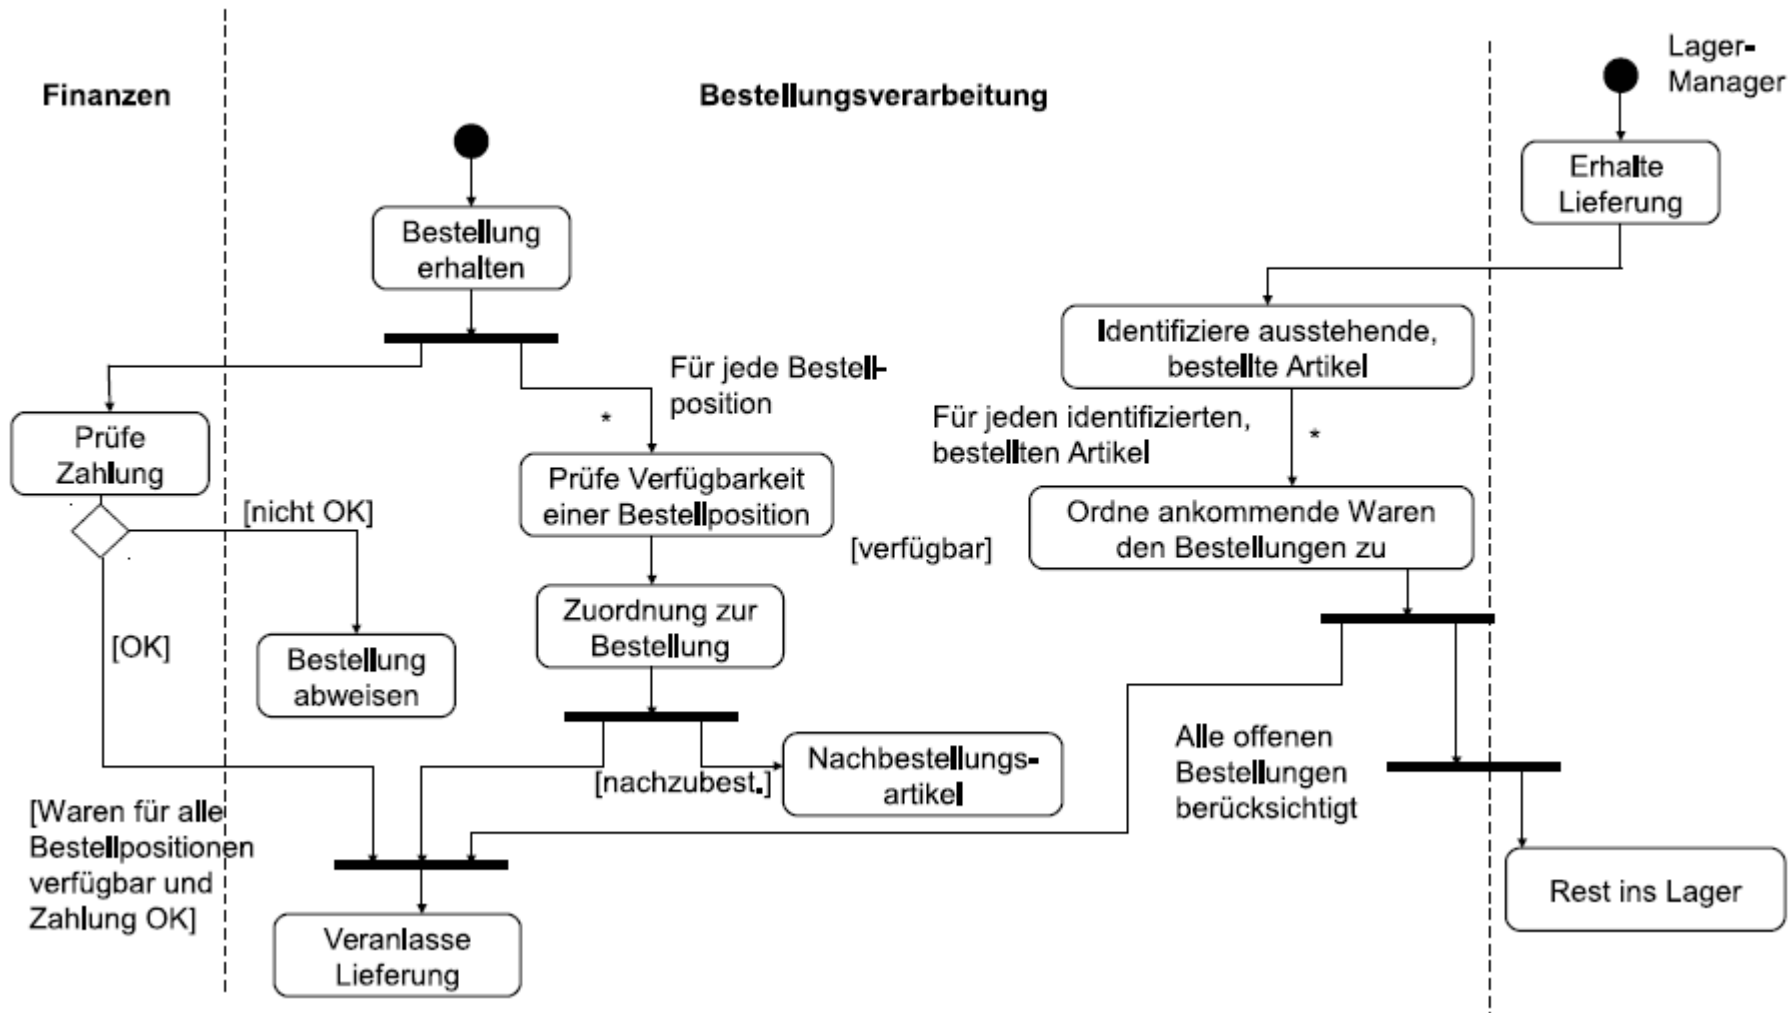 Finanzen
Bestellungsverarbeitung
Lager-
Manager
Erhalte
Lieferung
Bestellung
erhalten
Identifiziere ausstehende,
bestellte Artikel
Für jede Bestell-
position
*
Für jeden identifizierten,
bestellten Artikel
*
Prüfe
Zahlung
Prüfe Verfügbarkeit
einer Bestellposition
Ordne ankommende Waren
den Bestellungen zu
[nicht OK]
[verfügbar]
Zuordnung zur
Bestellung
[OK]
Bestellung
abweisen
Nachbestellungs-
artikel
[nachzubest.]
Alle offenen
Bestellungen
berücksichtigt
[Waren für alle
Bestellpositionen
verfügbar und
Zahlung OK]
Rest ins Lager
Veranlasse
Lieferung